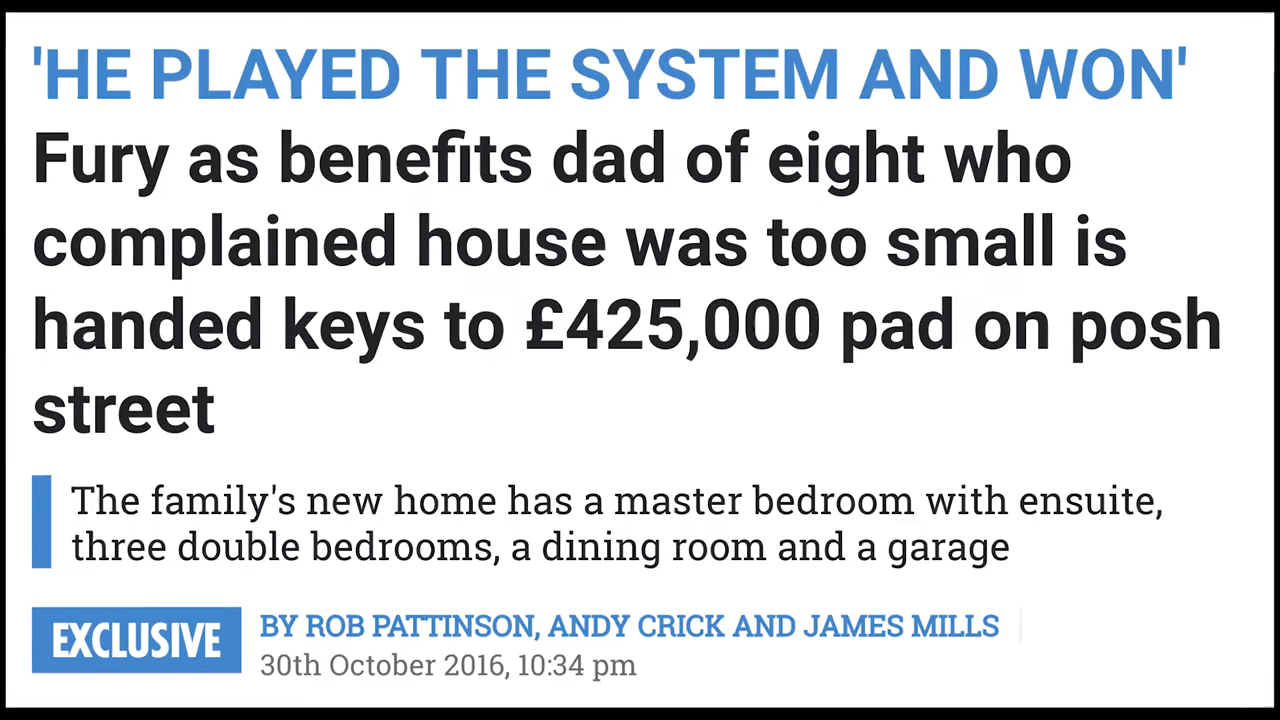 'HE PLAYED THE SYSTEM AND WON'
Fury as benefits dad of eight who
complained house was too small is
handed keys to £425,000 pad on posh
street
The family's new home has a master bedroom with ensuite,
three double bedrooms, a dining room and a garage
EXCLUSIVE
BY ROB PATTINSON, ANDY CRICK AND JAMES MILLS
30th October 2016, 10:34 pm